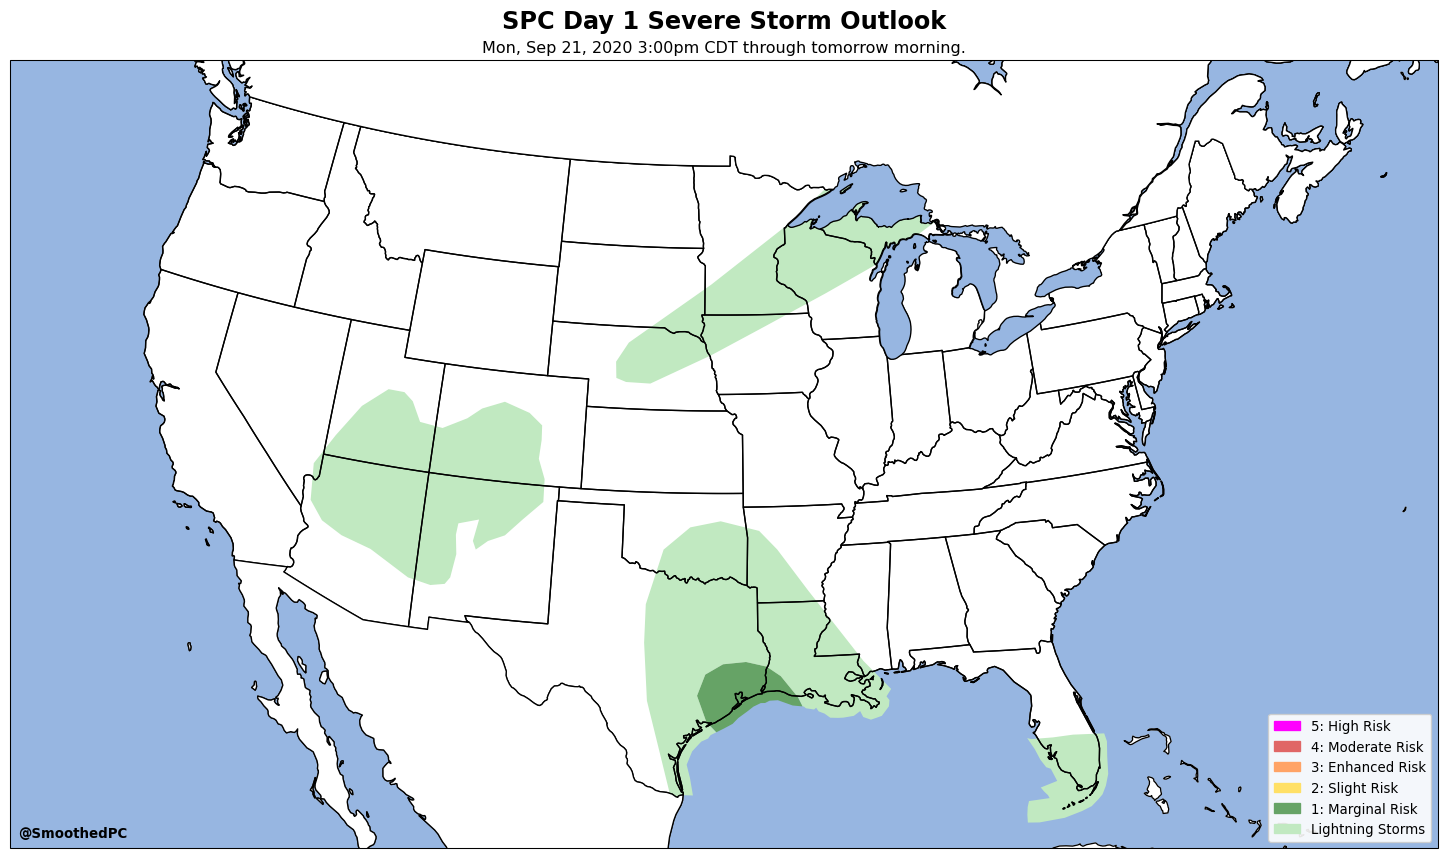 SPC Day 1 Severe Storm Outlook
Mon, Sep 21, 2020 3:00pm CDT through tomorrow morning.
5: High Risk
4: Moderate Risk
3: Enhanced Risk
2: Slight Risk
1: Marginal Risk
Lightning Storms
@SmoothedPC